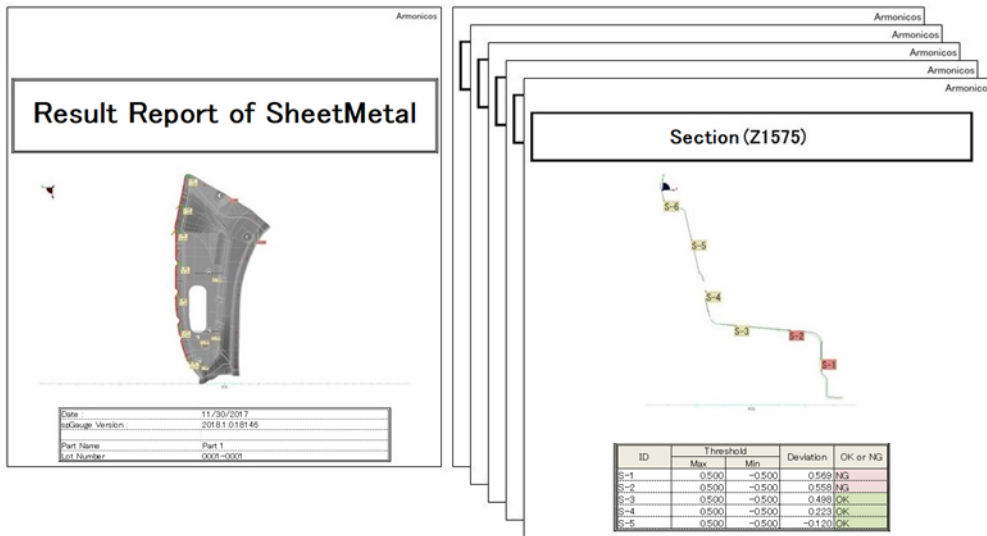 Armonicos
Result Report of SheetMetal
Date : 11/30/2017
spGauge Version : 2018.1.0.18146
Part Name Part 1
Lot Number 0001-0001
Armonicos
Armonicos
Armonicos
Armonicos
Armonico
Section (Z1575)
S-6
S-5
S-4
S-3
S-2
S-1
ID Threshold Deviation OK or NG
Max Min
S-1 0.500 -0.500 0.569 NG
S-2 0.500 -0.500 0.558 NG
S-3 0.500 -0.500 0.498 OK
S-4 0.500 -0.500 0.223 OK
S-5 0.500 -0.500 -0.120 OK